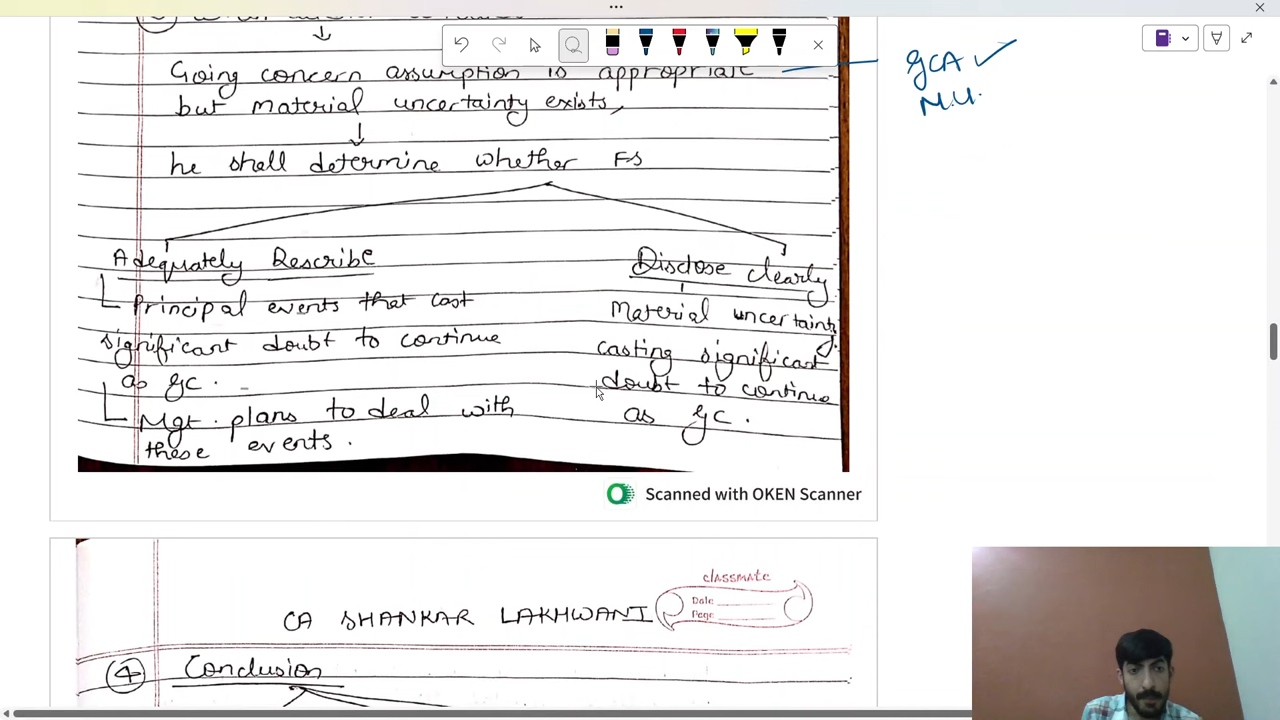 Going concern assumption is appropriate
but material uncertainty exists,
he shall determine whether FS
Adequately Describe
Principal events that cast
significant doubt to continue
as gc.
Mgt. plans to deal with
these events.
Disclose clearly
Material uncertainty
casting significant
doubt to continue
as gc.
GCA ✓
M.U.
Scanned with OKEN Scanner
classmate
Date
Page
CA SHANKAR LAKHWANI
4 Conclusion